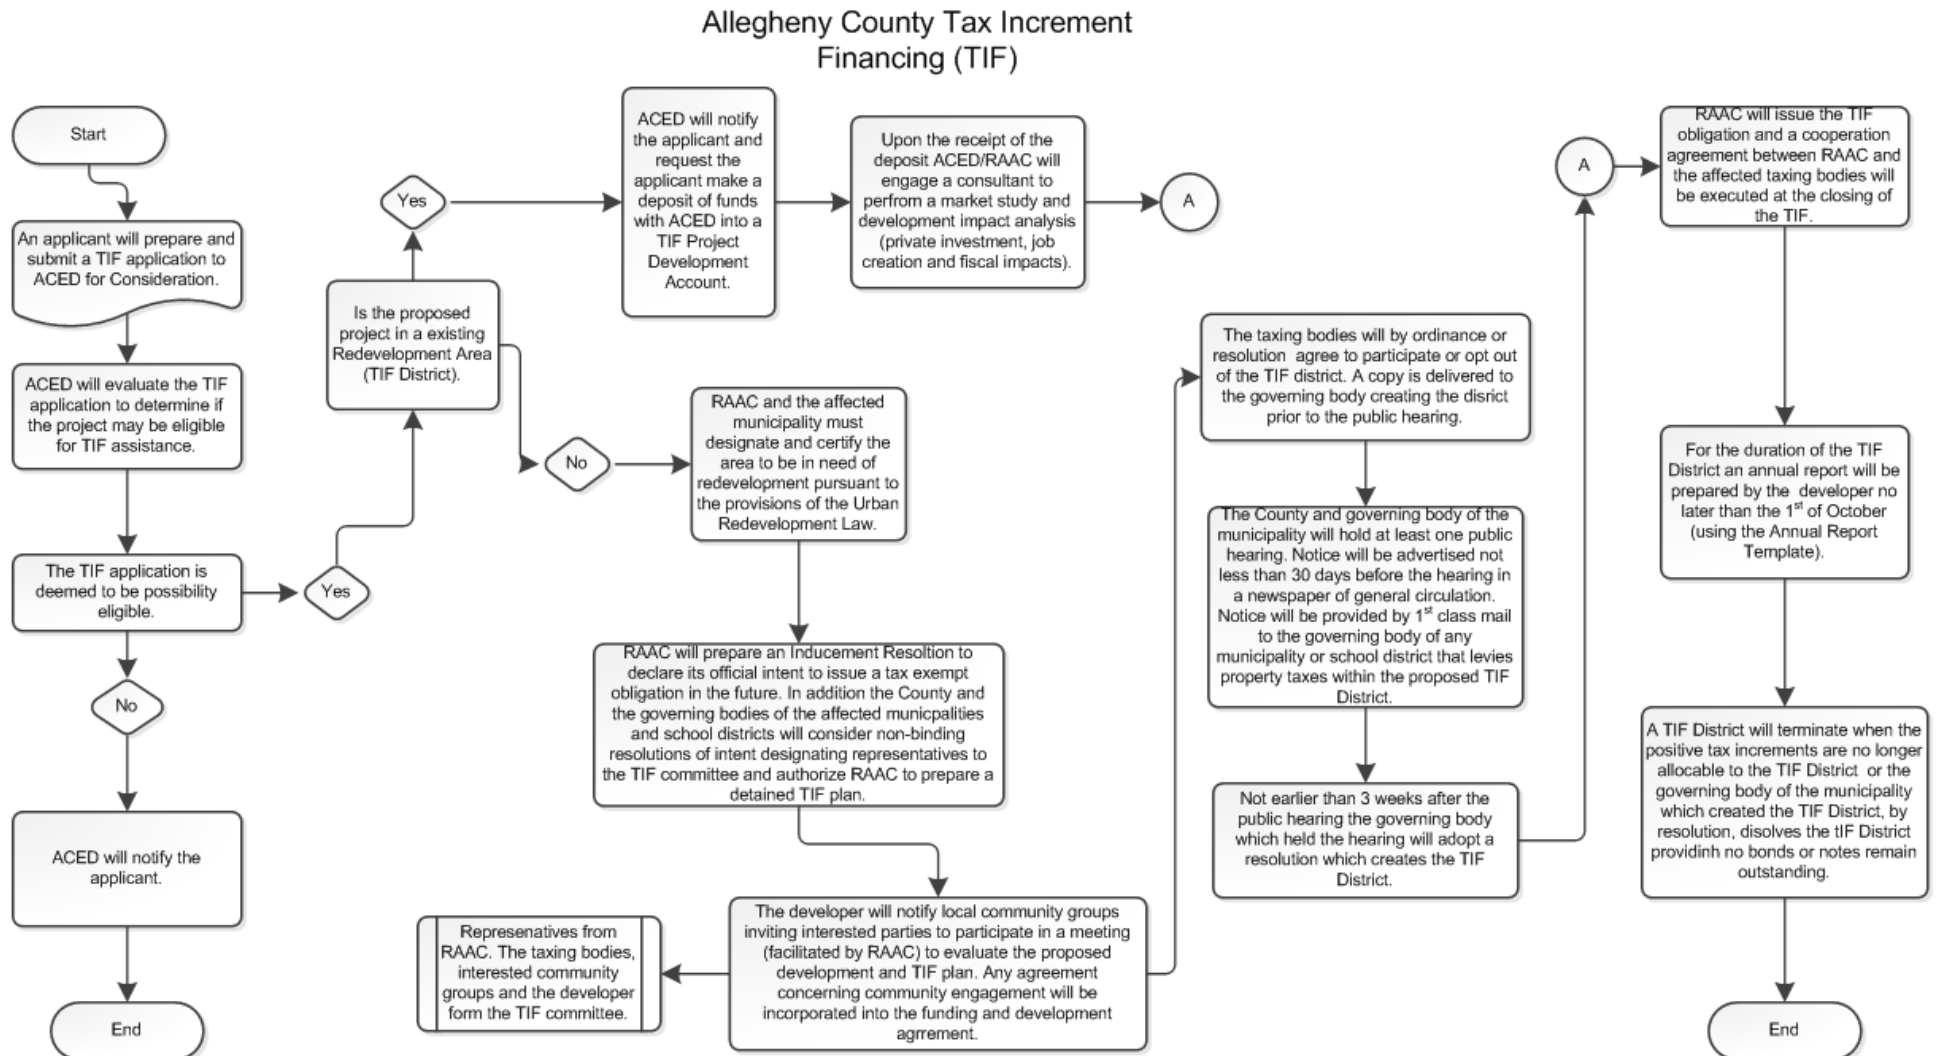 Allegheny County Tax Increment
Financing (TIF)
Start
An applicant will prepare and
submit a TIF application to
ACED for Consideration.
ACED will evaluate the TIF
application to determine if
the project may be eligible
for TIF assistance.
The TIF application is
deemed to be possibility
eligible.
No
ACED will notify the
applicant.
End
Yes
Is the proposed
project in a existing
Redevelopment Area
(TIF District).
Yes
ACED will notify
the applicant and
request the
applicant make a
deposit of funds
with ACED into a
TIF Project
Development
Account.
Upon the receipt of the
deposit ACED/RAAC will
engage a consultant to
perfrom a market study and
development impact analysis
(private investment, job
creation and fiscal impacts).
A
No
RAAC and the affected
municipality must
designate and certify the
area to be in need of
redevelopment pursuant to
the provisions of the Urban
Redevelopment Law.
RAAC will prepare an Inducement Resoltion to
declare its official intent to issue a tax exempt
obligation in the future. In addition the County and
the governing bodies of the affected municpalities
and school districts will consider non-binding
resolutions of intent designating representatives to
the TIF committee and authorize RAAC to prepare a
detained TIF plan.
The developer will notify local community groups
inviting interested parties to participate in a meeting
(facilitated by RAAC) to evaluate the proposed
development and TIF plan. Any agreement
concerning community engagement will be
incorporated into the funding and development
agrrement.
Represenatives from
RAAC. The taxing bodies,
interested community
groups and the developer
form the TIF committee.
The taxing bodies will by ordinance or
resolution agree to participate or opt out
of the TIF district. A copy is delivered to
the governing body creating the disrict
prior to the public hearing.
The County and governing body of the
municipality will hold at least one public
hearing. Notice will be advertised not
less than 30 days before the hearing in
a newspaper of general circulation.
Notice will be provided by 1st class mail
to the governing body of any
municipality or school district that levies
property taxes within the proposed TIF
District.
Not earlier than 3 weeks after the
public hearing the governing body
which held the hearing will adopt a
resolution which creates the TIF
District.
A
RAAC will issue the TIF
obligation and a cooperation
agreement between RAAC and
the affected taxing bodies will
be executed at the closing of
the TIF.
For the duration of the TIF
District an annual report will be
prepared by the developer no
later than the 1st of October
(using the Annual Report
Template).
A TIF District will terminate when the
positive tax increments are no longer
allocable to the TIF District or the
governing body of the municipality
which created the TIF District, by
resolution, disolves the tIF District
providinh no bonds or notes remain
outstanding.
End